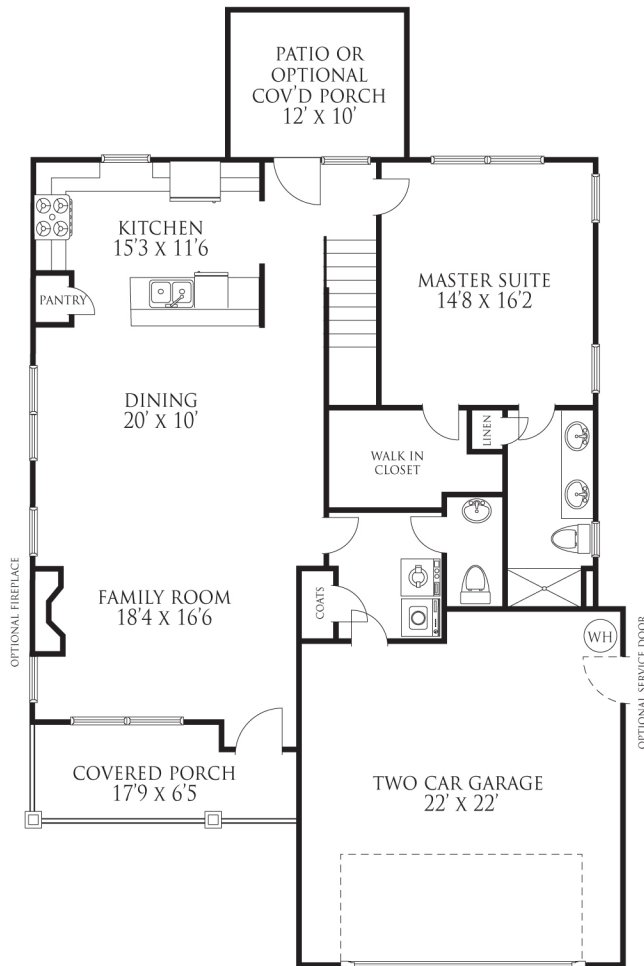 PATIO OR
OPTIONAL
COV'D PORCH
12' X 10'
KITCHEN
15'3 X 11'6
PANTRY
MASTER SUITE
14'8 X 16'2
DINING
20' X 10'
LINEN
WALK IN
CLOSET
OPTIONAL FIREPLACE
FAMILY ROOM
18'4 X 16'6
COATS
WH
OPTIONAL SERVICE DOOR
COVERED PORCH
17'9 X 6'5
TWO CAR GARAGE
22' X 22'